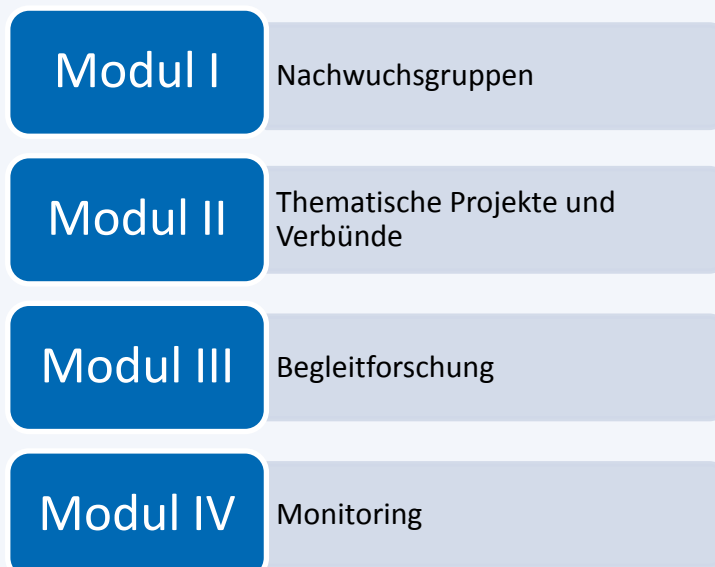 Modul I
Nachwuchsgruppen
Modul II
Thematische Projekte und
Verbünde
Modul III
Begleitforschung
Modul IV
Monitoring